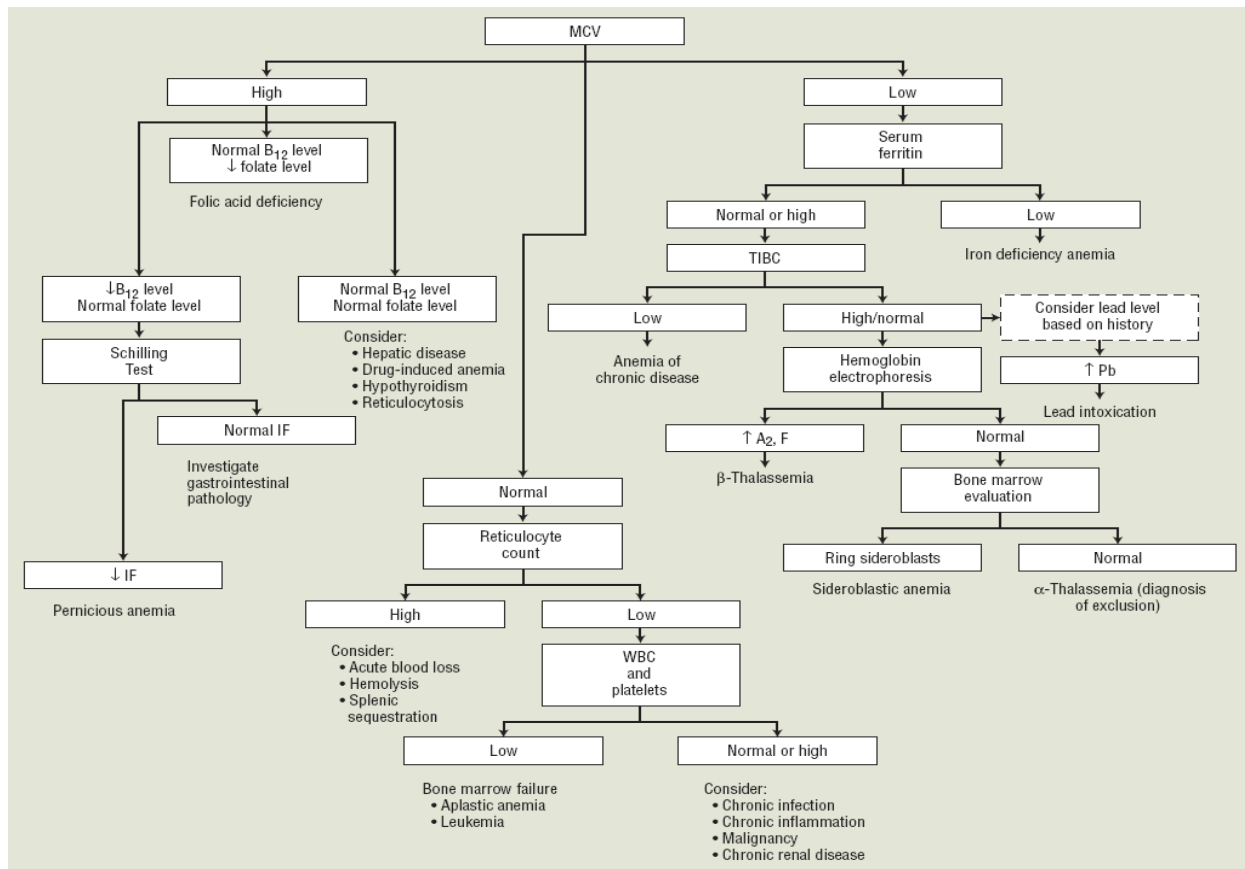 MCV
High
Low
Normal B12 level
↓ folate level
Folic acid deficiency
↓B12 level
Normal folate level
Normal B12 level
Normal folate level
Consider:
• Hepatic disease
• Drug-induced anemia
• Hypothyroidism
• Reticulocytosis
Schilling
Test
Normal IF
Investigate
gastrointestinal
pathology
↓ IF
Pernicious anemia
Normal
Reticulocyte
count
High
Consider:
• Acute blood loss
• Hemolysis
• Splenic
sequestration
Low
WBC
and
platelets
Low
Bone marrow failure
• Aplastic anemia
• Leukemia
Normal or high
Consider:
• Chronic infection
• Chronic inflammation
• Malignancy
• Chronic renal disease
Serum
ferritin
Normal or high
Low
Iron deficiency anemia
TIBC
Low
Anemia of
chronic disease
High/normal
Consider lead level
based on history
↑ Pb
Lead intoxication
Hemoglobin
electrophoresis
↑ A2, F
β-Thalassemia
Normal
Bone marrow
evaluation
Ring sideroblasts
Sideroblastic anemia
Normal
α-Thalassemia (diagnosis
of exclusion)